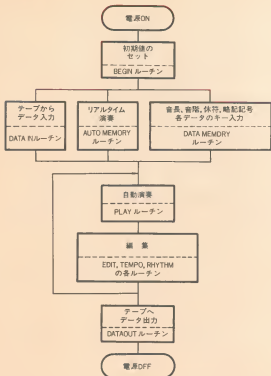 電源ON
初期値の
セット
BEGIN ルーチン
テープから
データ入力
DATA INルーチン
リアルタイム
演奏
AUTO MEMORY
ルーチン
音長，音階，休符，略記記号
各データのキー入力
DATA MEMORY
ルーチン
自動演奏
PLAY ルーチン
編集
EDIT, TEMPO, RHYTHM
の各ルーチン
テープへ
データ出力
DATAOUT ルーチン
電源OFF